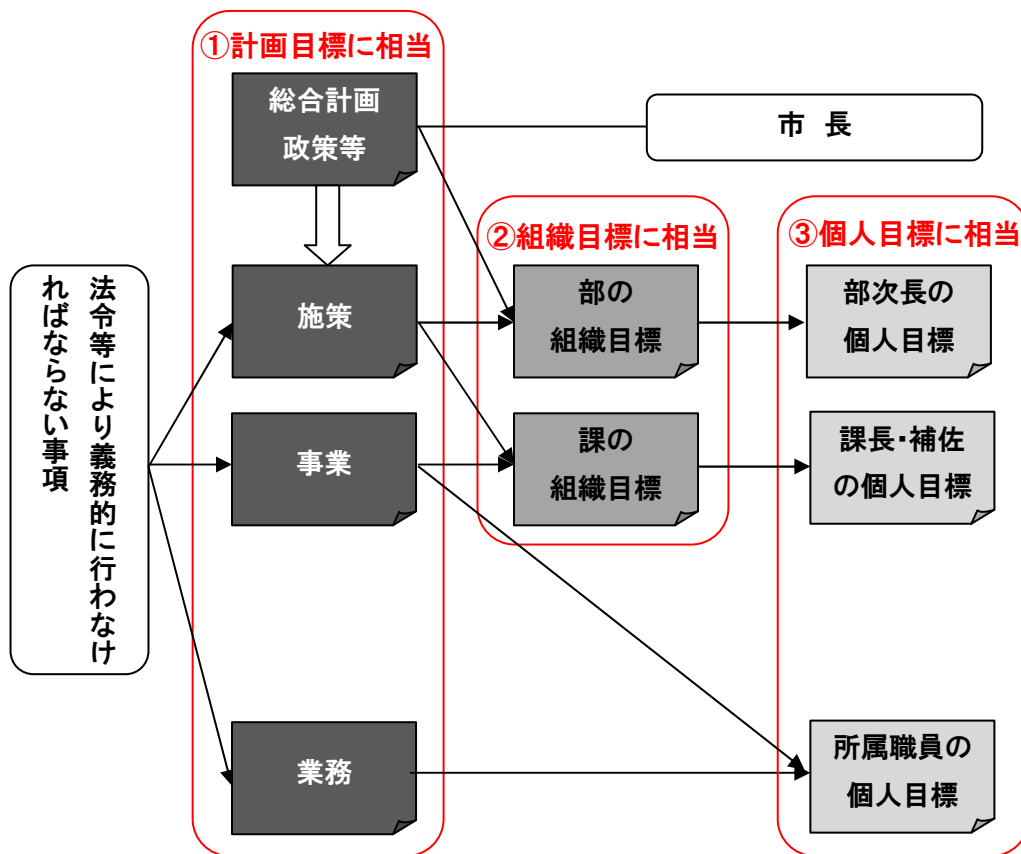 ①計画目標に相当
総合計画
政策等
市 長
②組織目標に相当
③個人目標に相当
法令等により義務的に行わなけ
ればならない事項
施策
部の
組織目標
部次長の
個人目標
事業
課の
組織目標
課長・補佐
の個人目標
業務
所属職員の
個人目標